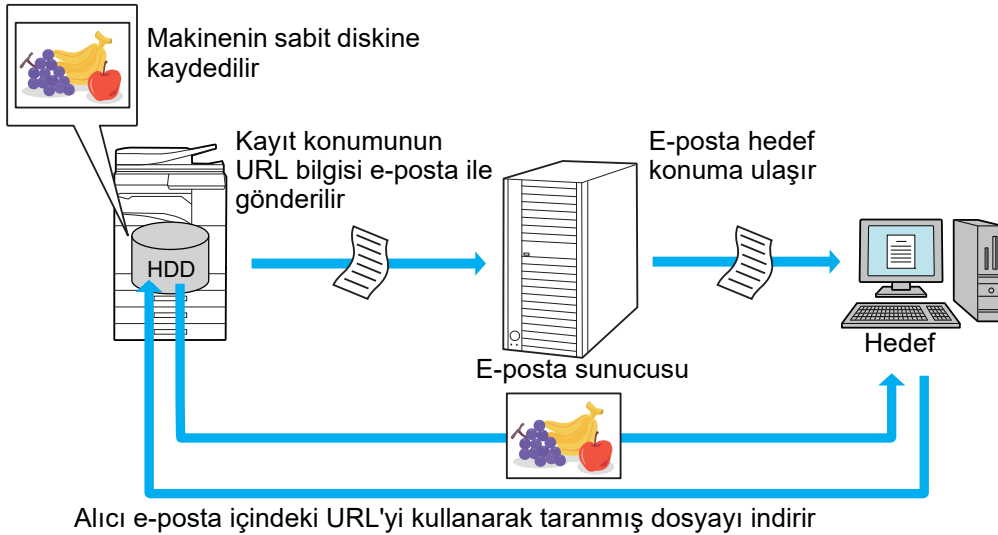 Makinenin sabit diskine
kaydedilir
Kayıt konumunun
URL bilgisi e-posta ile
gönderilir
E-posta hedef
konuma ulaşır
HDD
Hedef
E-posta sunucusu
Alıcı e-posta içindeki URL'yi kullanarak taranmış dosyayı indirir